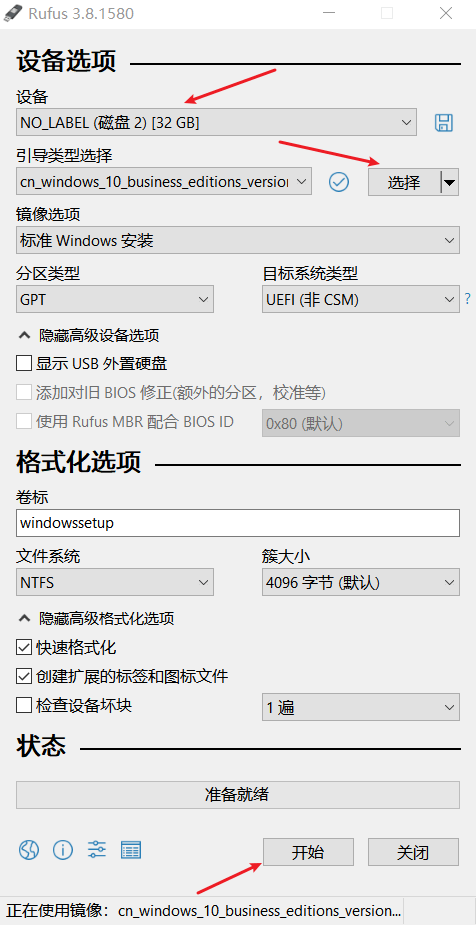 Rufus 3.8.1580
设备选项
设备
NO_LABEL (磁盘 2) [32 GB]
引导类型选择
cn_windows_10_business_editions_version
选择
镜像选项
标准 Windows 安装
分区类型
目标系统类型
GPT
UEFI (非 CSM)
?
隐藏高级设备选项
显示 USB 外置硬盘
添加对旧 BIOS 修正(额外的分区，校准等)
使用 Rufus MBR 配合 BIOS ID
0x80 (默认)
格式化选项
卷标
windowssetup
文件系统
簇大小
NTFS
4096 字节 (默认)
隐藏高级格式化选项
快速格式化
创建扩展的标签和图标文件
检查设备坏块
1 遍
状态
准备就绪
开始
关闭
正在使用镜像：cn_windows_10_business_editions_version...